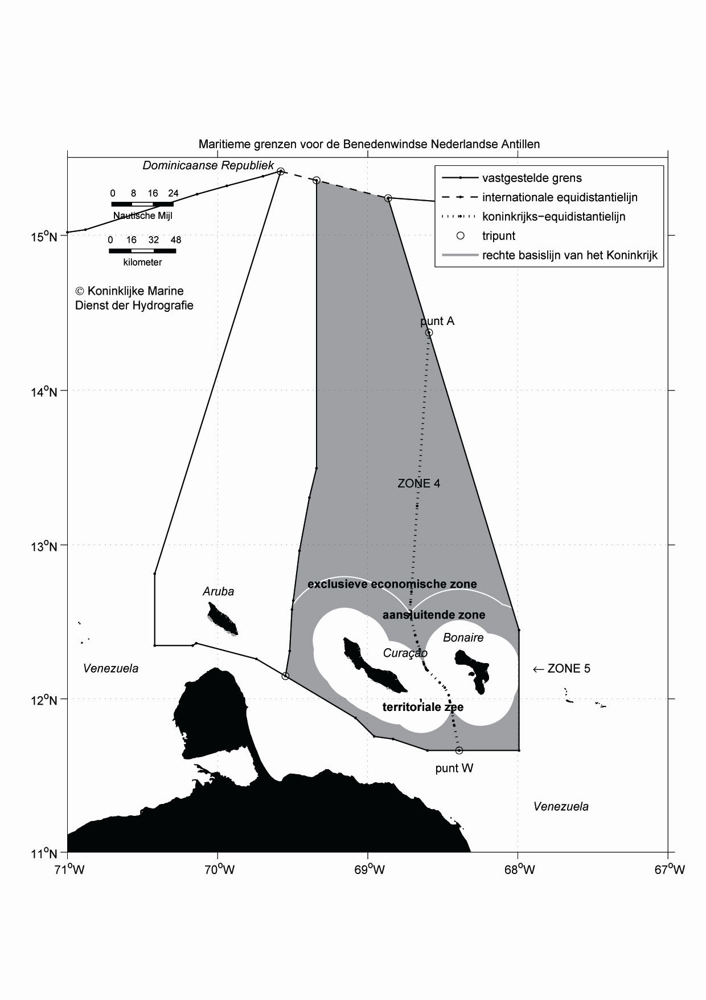 Maritieme grenzen voor de Benedenwindse Nederlandse Antillen
Dominicaanse Republiek
0 8 16 24
Nautische Mijl
0 16 32 48
kilometer
© Koninklijke Marine
Dienst der Hydrografie
vastgestelde grens
internationale equidistantielijn
koninkrijks-equidistantielijn
tripunt
rechte basislijn van het Koninkrijk
15°N
punt A
14°N
ZONE 4
13°N
exclusieve economische zone
Aruba
aansluitende zone
Bonaire
Curaçao
Venezuela
← ZONE 5
12°N
territoriale zee
punt W
Venezuela
11°N
71°W 70°W 69°W 68°W 67°W